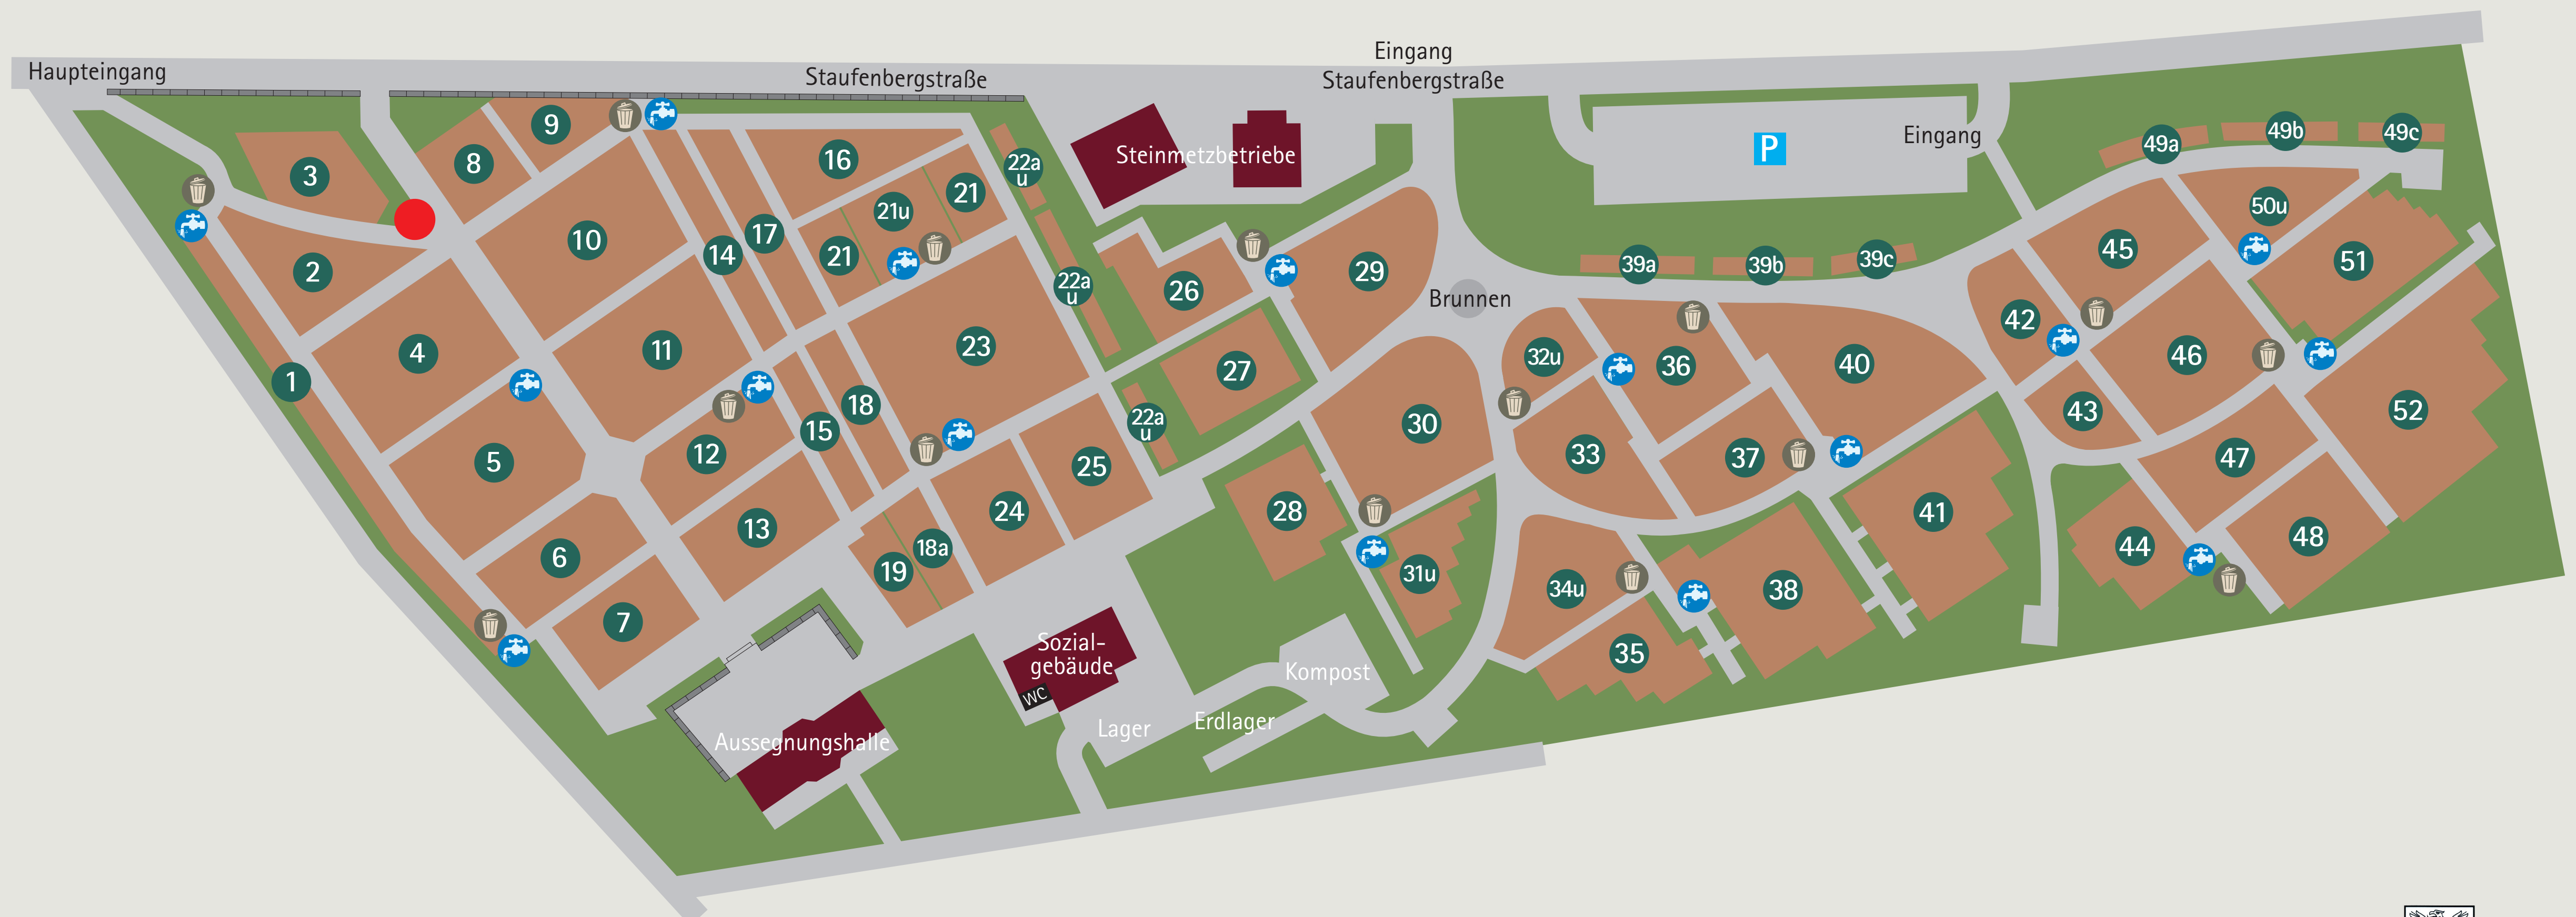 Haupteingang
Staufenbergstraße
Eingang
Staufenbergstraße
Steinmetzbetriebe
P
Eingang
Brunnen
Sozial-
gebäude
WC
Aussegnungshalle
Lager
Erdlager
Kompost
1
2
3
4
5
6
7
8
9
10
11
12
13
14
15
16
17
18
18a
19
21
21u
21
22a
u
22a
u
22a
u
23
24
25
26
27
28
29
30
31u
32u
33
34u
35
36
37
38
39a
39b
39c
40
41
42
43
44
45
46
47
48
49a
49b
49c
50u
51
52